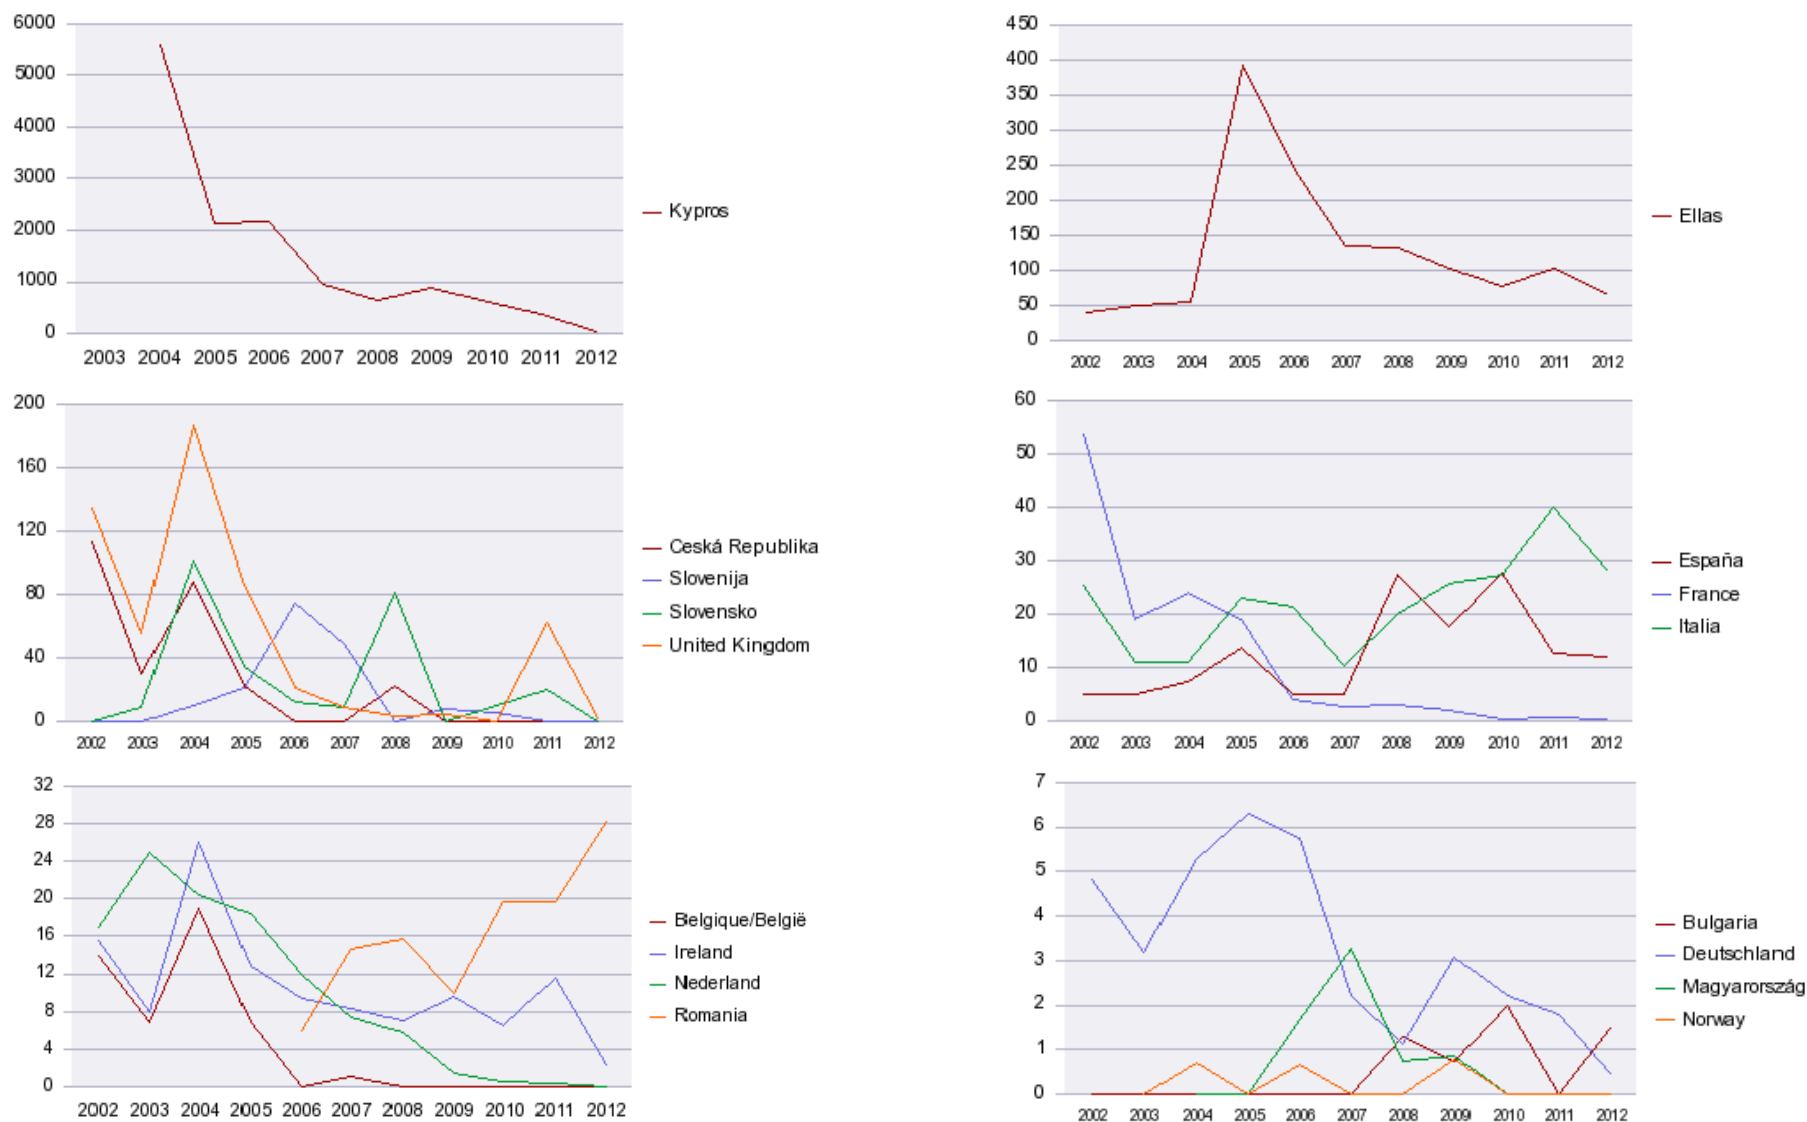 6000
5000
4000
3000
2000
1000
0
2003 2004 2005 2006 2007 2008 2009 2010 2011 2012
Kypros
450
400
350
300
250
200
150
100
50
0
2002 2003 2004 2005 2006 2007 2008 2009 2010 2011 2012
Ellas
200
160
120
80
40
0
2002 2003 2004 2005 2006 2007 2008 2009 2010 2011 2012
Ceská Republika
Slovenija
Slovensko
United Kingdom
60
50
40
30
20
10
0
2002 2003 2004 2005 2006 2007 2008 2009 2010 2011 2012
España
France
Italia
32
28
24
20
16
12
8
4
0
2002 2003 2004 2005 2006 2007 2008 2009 2010 2011 2012
Belgique/België
Ireland
Nederland
Romania
7
6
5
4
3
2
1
0
2002 2003 2004 2005 2006 2007 2008 2009 2010 2011 2012
Bulgaria
Deutschland
Magyarország
Norway